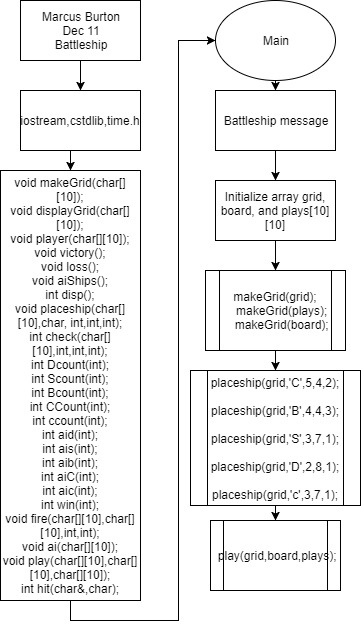 Marcus Burton
Dec 11
Battleship
iostream,cstdlib,time.h
void makeGrid(char[]
[10]);
void displayGrid(char[]
[10]);
void player(char[][10]);
void victory();
void loss();
void aiShips();
int disp();
void placeship(char[]
[10],char, int,int,int);
int check(char[]
[10],int,int,int);
int Dcount(int);
int Scount(int);
int Bcount(int);
int CCount(int);
int ccount(int);
int aid(int);
int ais(int);
int aib(int);
int aiC(int);
int aic(int);
int win(int);
void fire(char[][10],char[]
[10],int,int);
void ai(char[][10]);
void play(char[][10],char[]
[10],char[][10]);
int hit(char&,char);
Main
Battleship message
Initialize array grid,
board, and plays[10]
[10]
makeGrid(grid);
makeGrid(plays);
makeGrid(board);
placeship(grid,'C',5,4,2);
placeship(grid,'B',4,4,3);
placeship(grid,'S',3,7,1);
placeship(grid,'D',2,8,1);
placeship(grid,'c',3,7,1);
play(grid,board,plays);